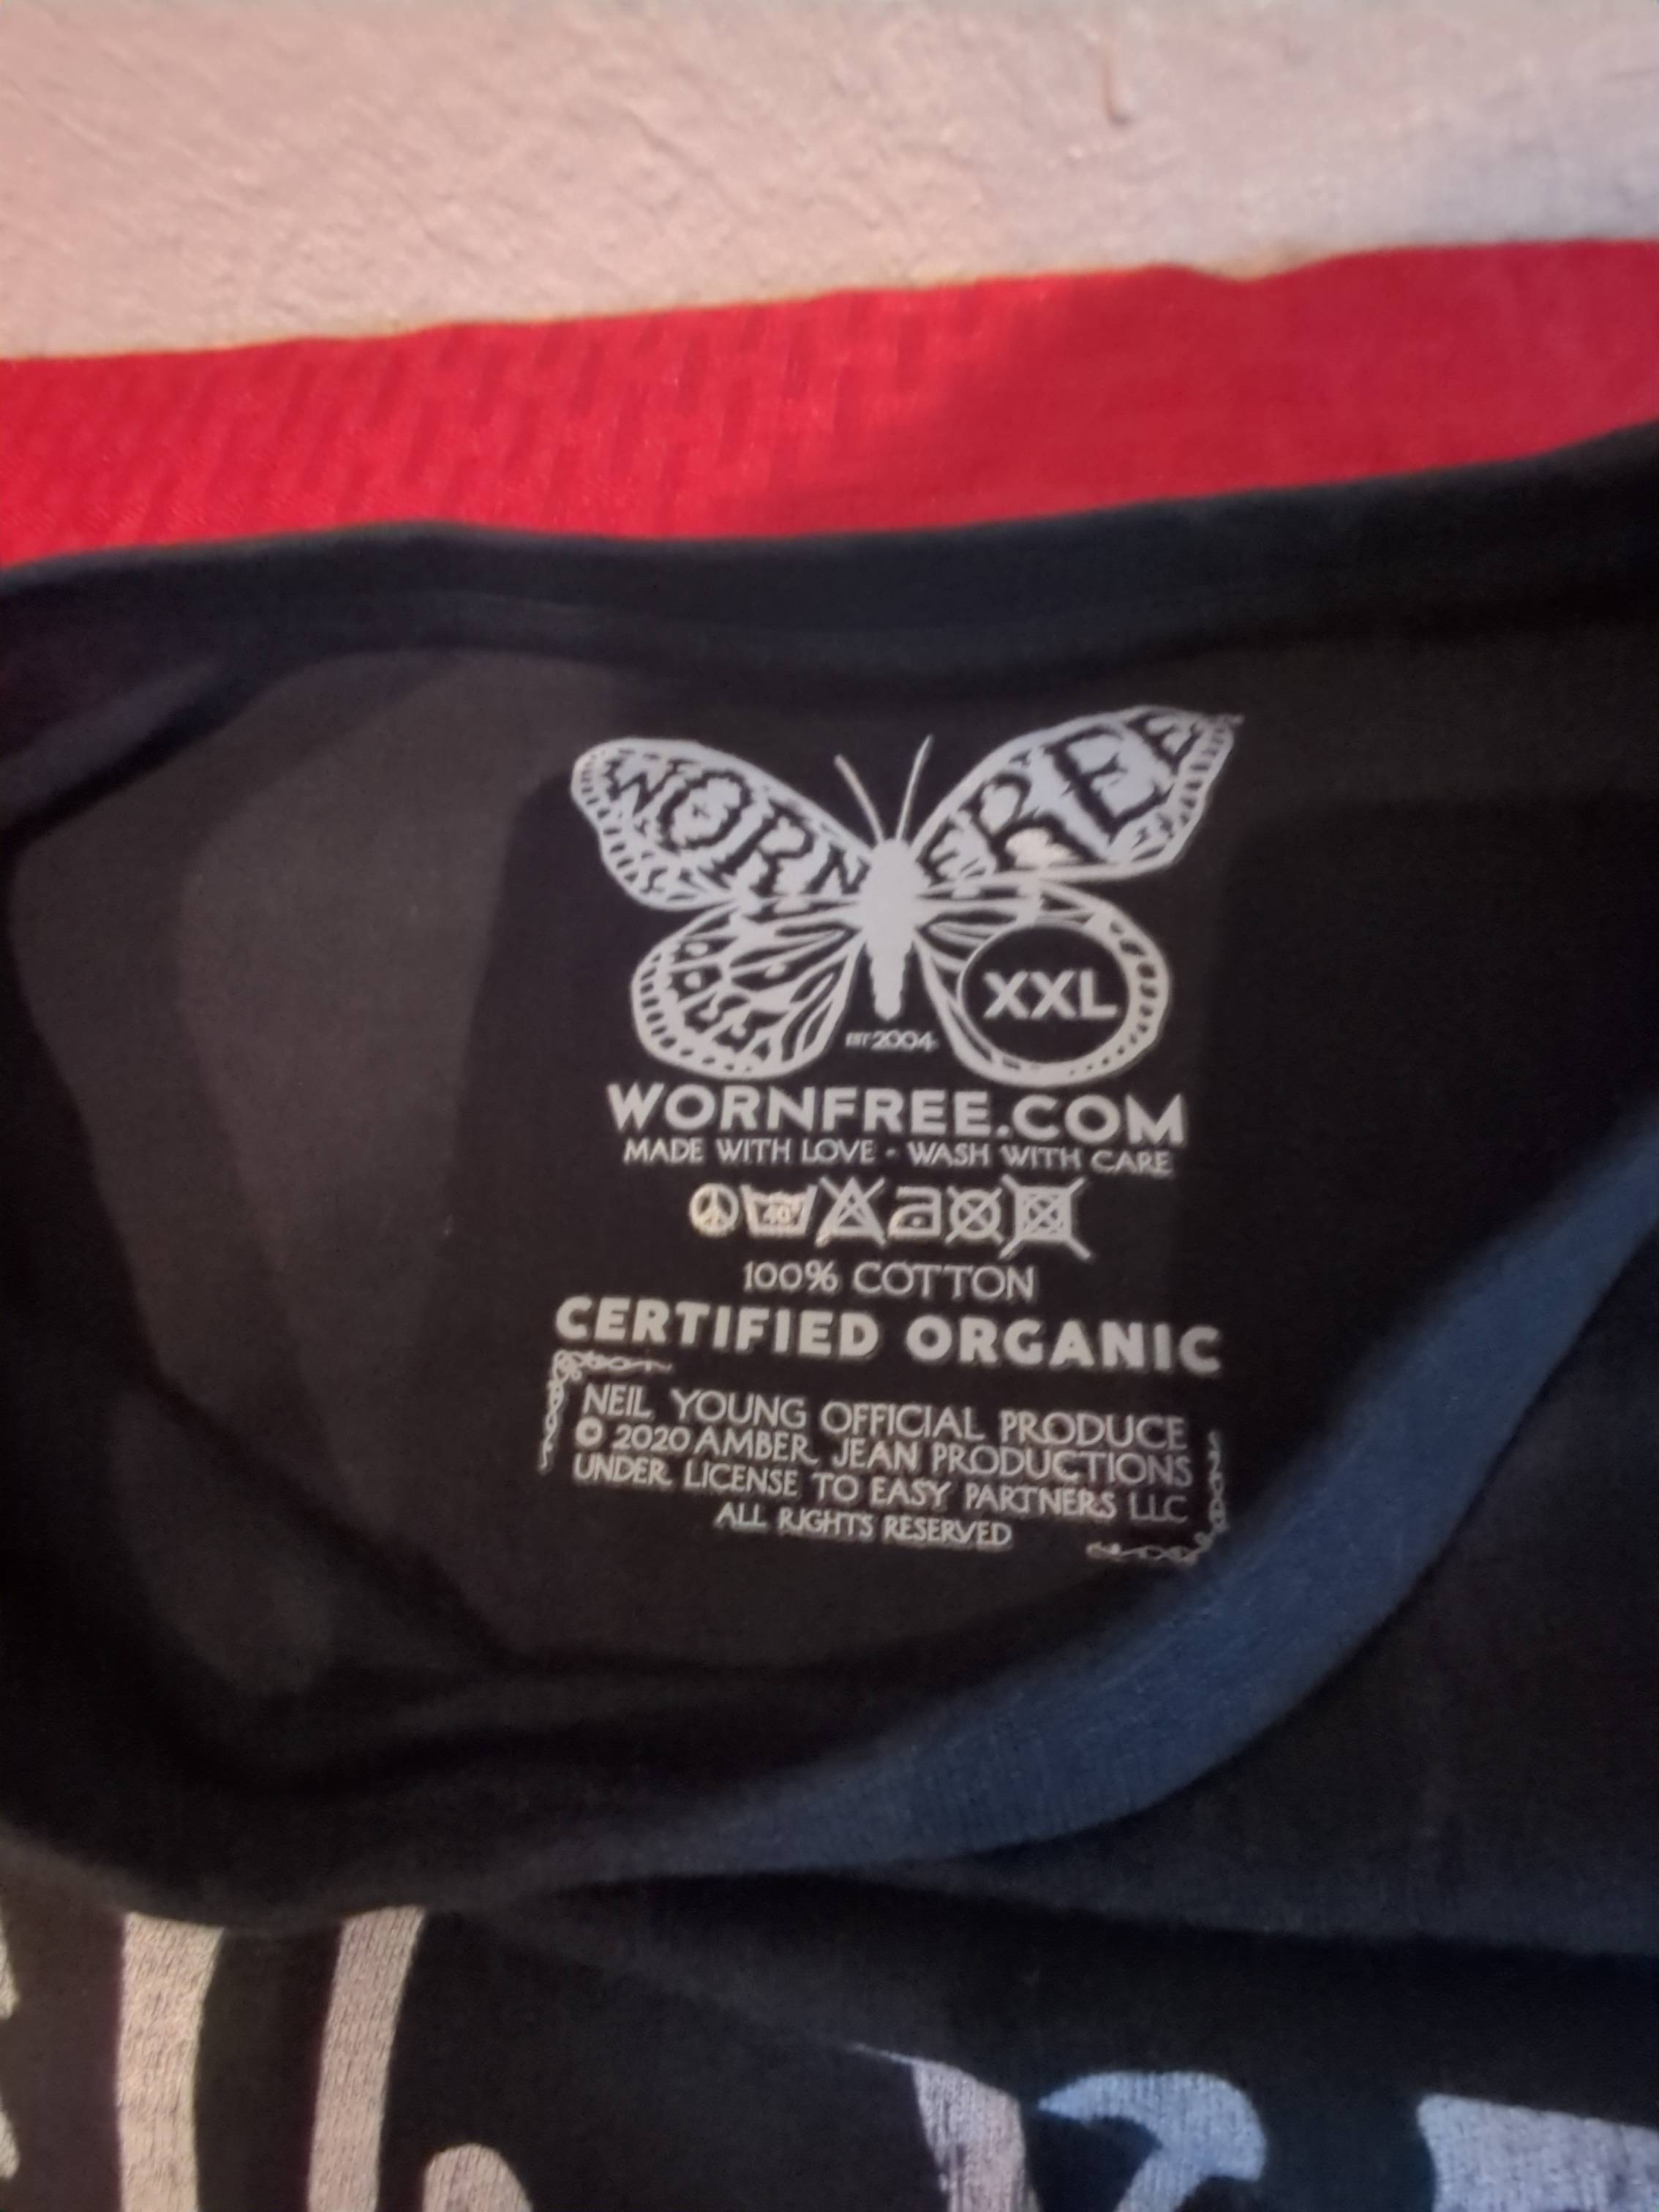 WORN FREE
XXL
EST 2004
WORNFREE.COM
MADE WITH LOVE • WASH WITH CARE
40°
100% COTTON
CERTIFIED ORGANIC
NEIL YOUNG OFFICIAL PRODUCE
© 2020 AMBER JEAN PRODUCTIONS
UNDER LICENSE TO EASY PARTNERS LLC
ALL RIGHTS RESERVED